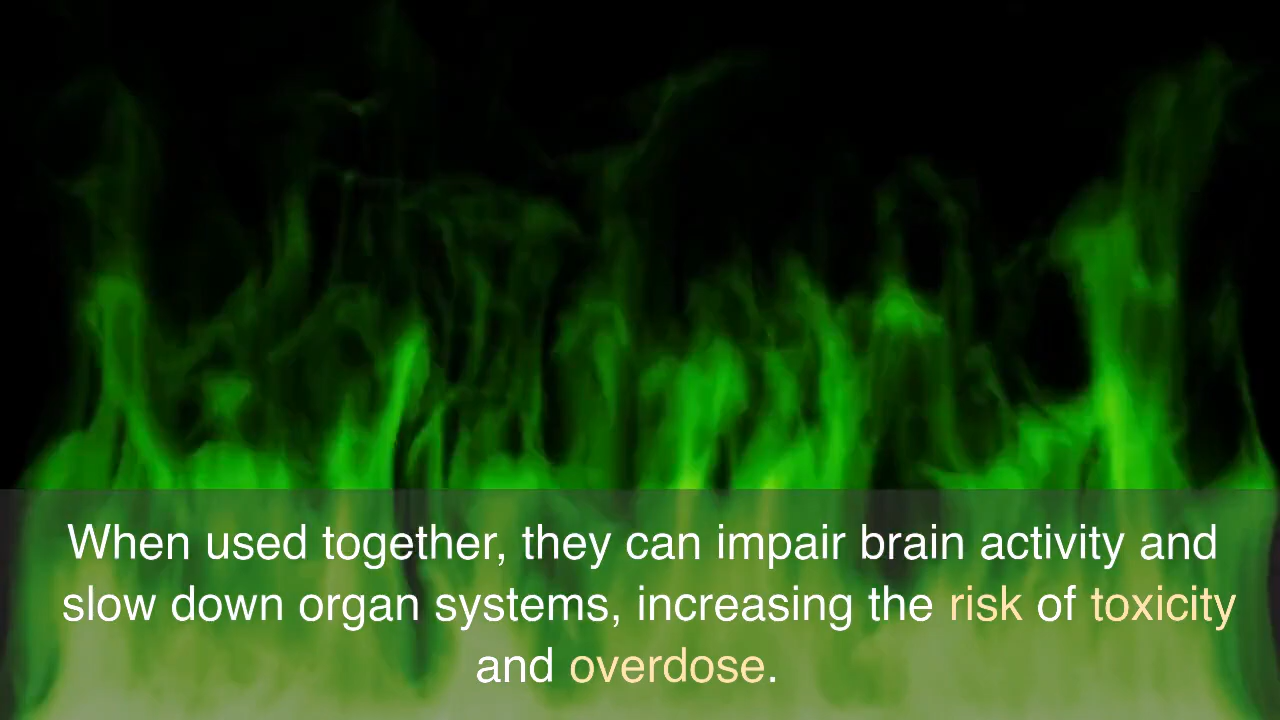 When used together, they can impair brain activity and
slow down organ systems, increasing the risk of toxicity
and overdose.